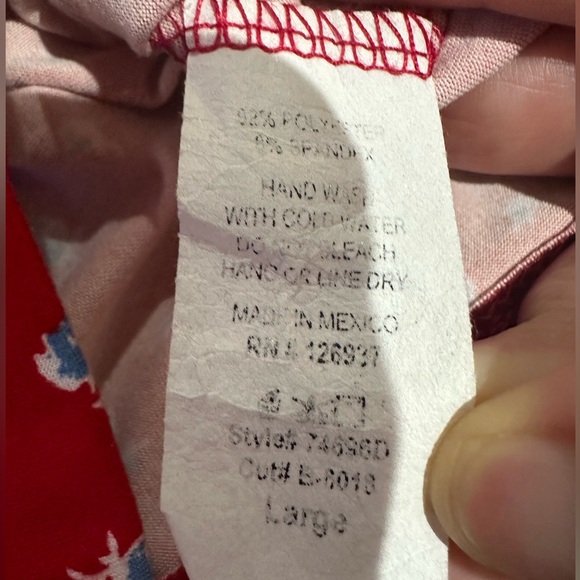 92% POLYESTER
8% SPANDEX
HAND WASH
WITH COLD WATER
DO NOT BLEACH
HANG OR LINE DRY
MADE IN MEXICO
RN # 126937
Style# 74696D
Cut# E-6018
Large